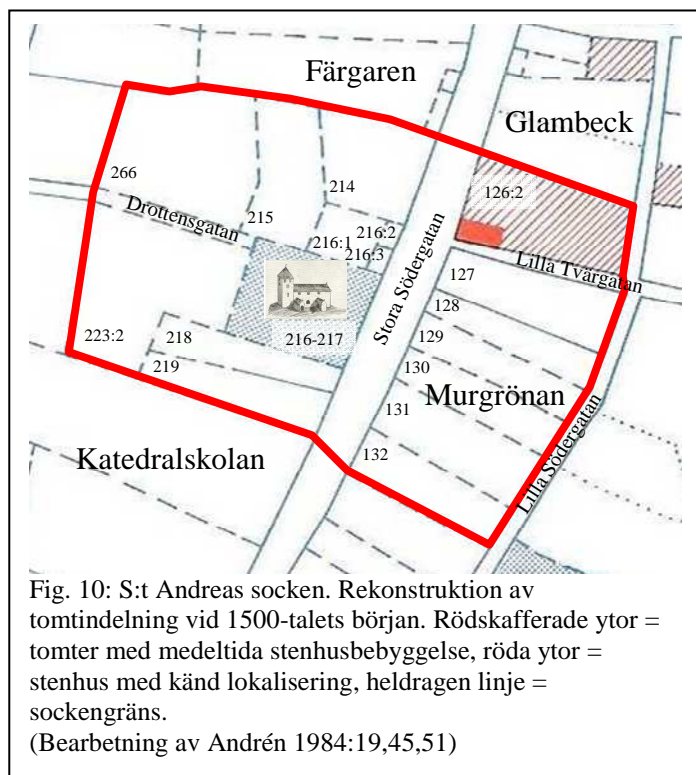 Färgaren
Glambeck
266
214
126:2
215
Drottensgatan
216:1
216:2
216:3
Stora Södergatan
Lilla Tvärgatan
127
128
216-217
223:2
218
219
129
130
Murgrönan
131
132
Lilla Södergatan
Katedralskolan
Fig. 10: S:t Andreas socken. Rekonstruktion av
tomtindelning vid 1500-talets början. Rödskafferade ytor =
tomter med medeltida stenhusbebyggelse, röda ytor =
stenhus med känd lokalisering, heldragen linje =
sockengräns.
(Bearbetning av Andrén 1984:19,45,51)